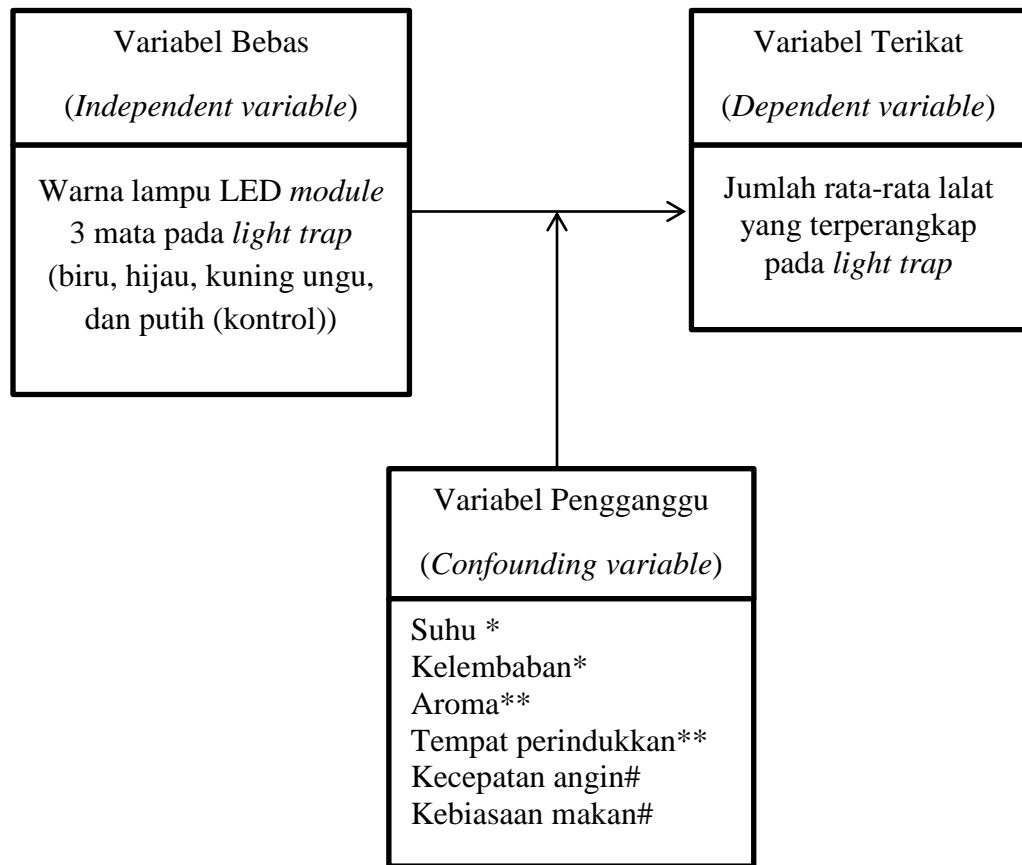 Variabel Bebas
(Independent variable)
Warna lampu LED module
3 mata pada light trap
(biru, hijau, kuning ungu,
dan putih (kontrol))
Variabel Terikat
(Dependent variable)
Jumlah rata-rata lalat
yang terperangkap
pada light trap
Variabel Pengganggu
(Confounding variable)
Suhu *
Kelembaban*
Aroma**
Tempat perindukkan**
Kecepatan angin#
Kebiasaan makan#